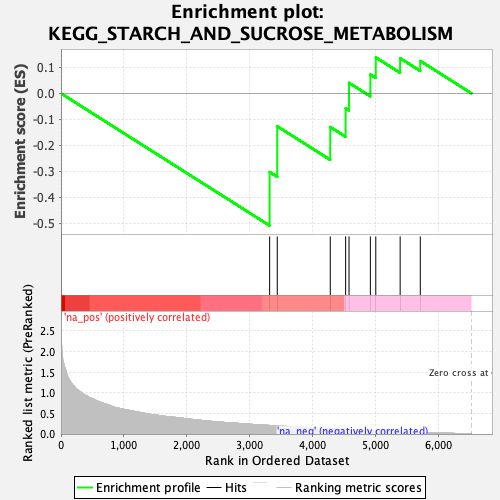 Enrichment plot:
KEGG_STARCH_AND_SUCROSE_METABOLISM
Enrichment score (ES)
0.1
0.0
-0.1
-0.2
-0.3
-0.4
-0.5
'na_pos' (positively correlated)
Ranked list metric (PreRanked)
2.5
2.0
1.5
1.0
0.5
0.0
Zero cross at
'na_neg' (negatively correlated)
0 1,000 2,000 3,000 4,000 5,000 6,000
Rank in Ordered Dataset
Enrichment profile Hits Ranking metric scores